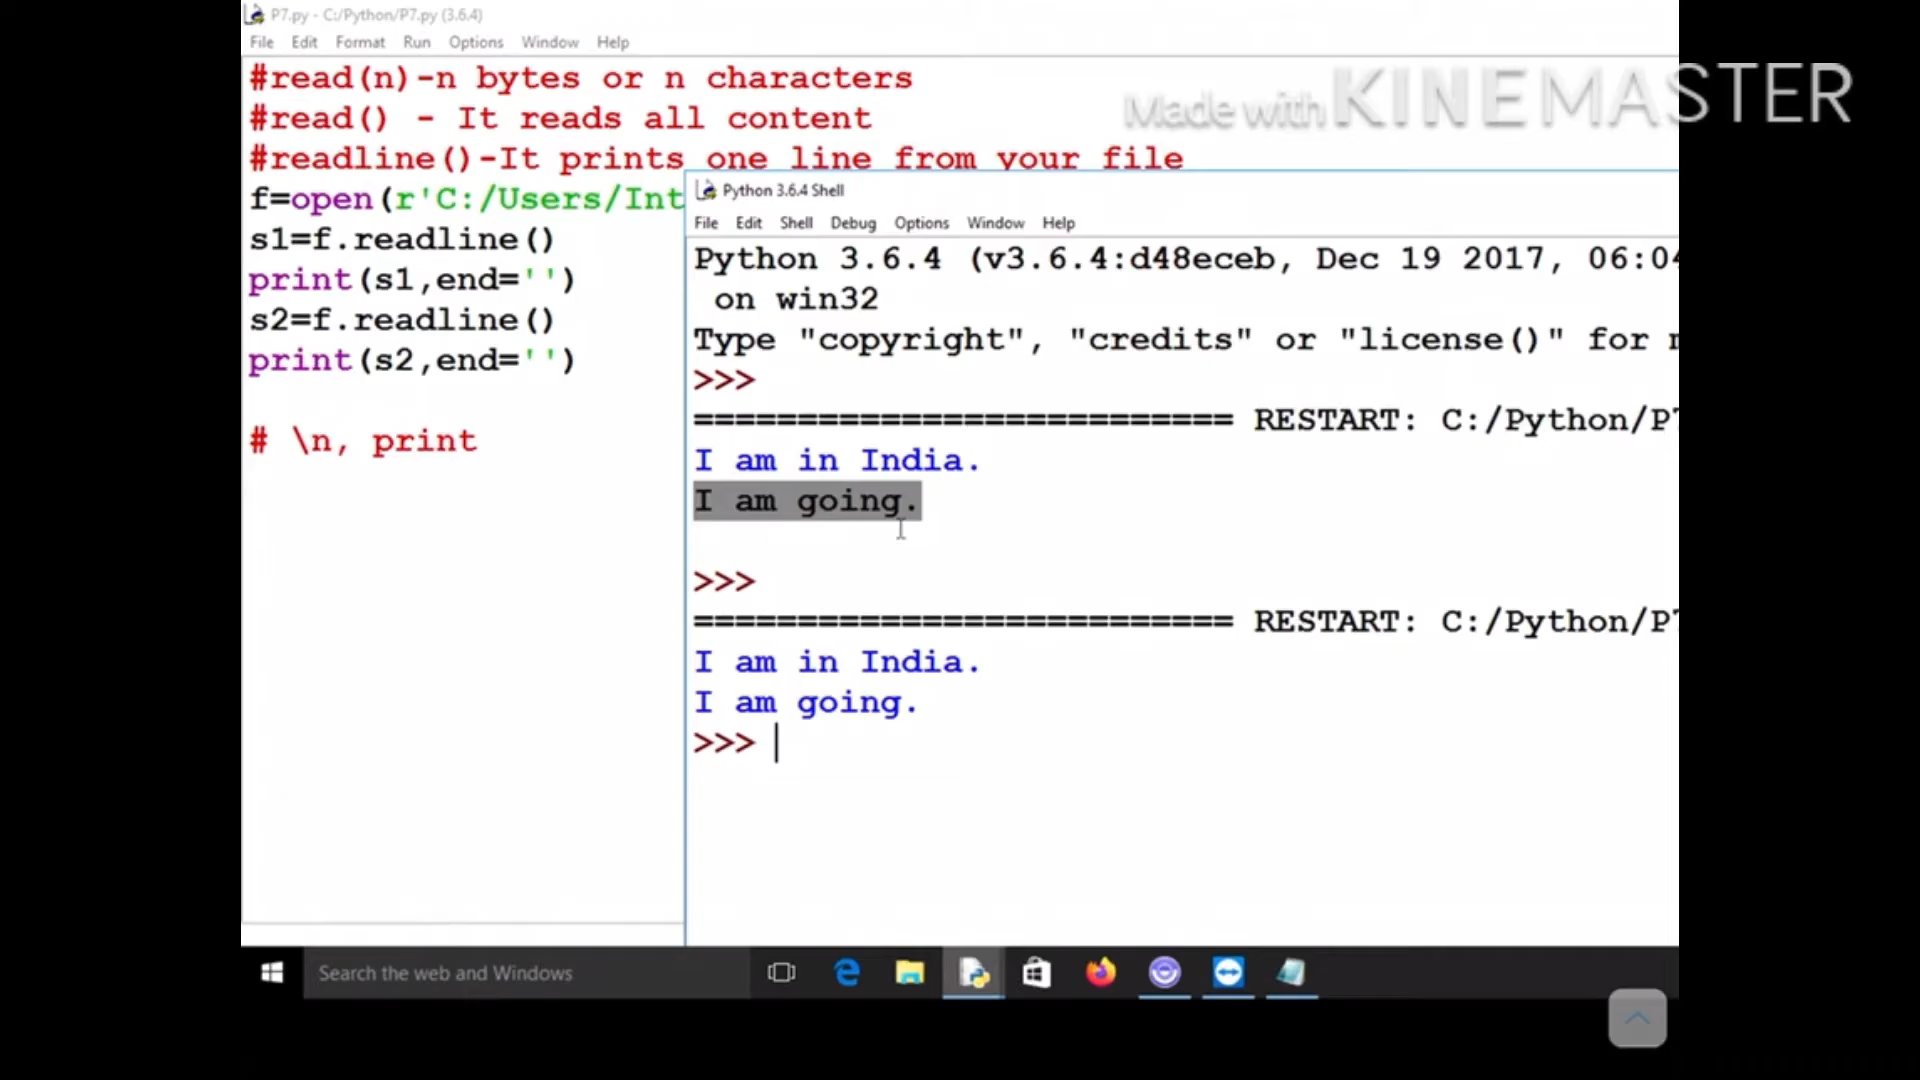 P7.py - C:/Python/P7.py (3.6.4)
File Edit Format Run Options Window Help
#read(n)-n bytes or n characters
#read() - It reads all content
#readline()-It prints one line from your file
f=open(r'C:/Users/Int
s1=f.readline()
print(s1,end='')
s2=f.readline()
print(s2,end='')
# \n, print
Made with KINEMASTER
Python 3.6.4 Shell
File Edit Shell Debug Options Window Help
Python 3.6.4 (v3.6.4:d48eceb, Dec 19 2017, 06:04
on win32
Type "copyright", "credits" or "license()" for
>>>
=========================== RESTART: C:/Python/P7
I am in India.
I am going.
>>>
=========================== RESTART: C:/Python/P7
I am in India.
I am going.
>>>
Search the web and Windows